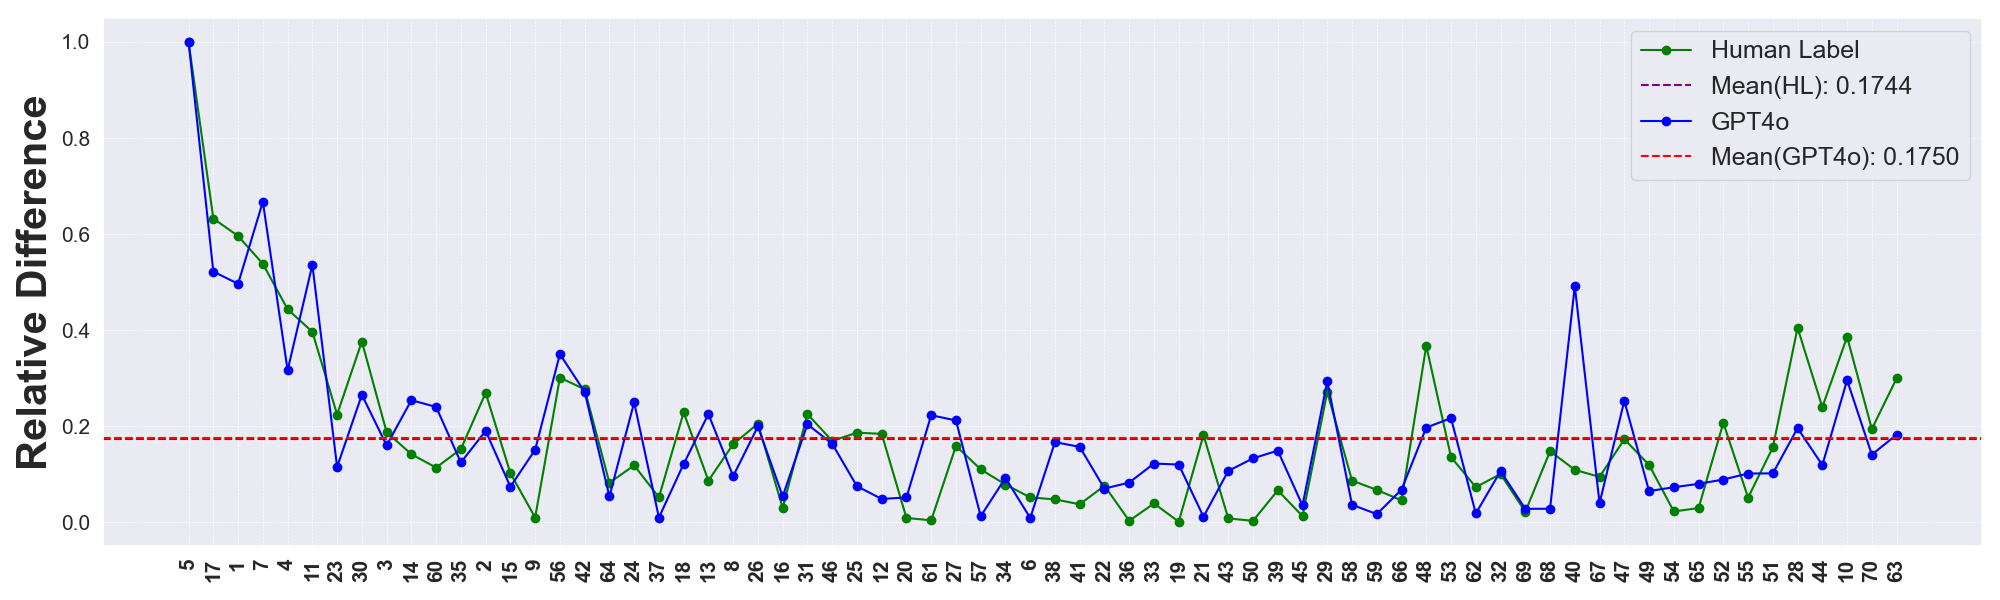 Relative Difference
1.0
0.8
0.6
0.4
0.2
0.0
Human Label
Mean(HL): 0.1744
GPT4o
Mean(GPT4o): 0.1750
5 17 1 7 4 11 23 30 3 14 60 35 2 15 9 56 42 64 24 37 18 13 8 26 16 31 46 25 12 20 61 27 57 34 6 38 41 22 36 33 19 21 43 50 39 45 29 58 59 66 48 53 62 32 69 68 40 67 47 49 54 65 52 55 51 28 44 10 70 63